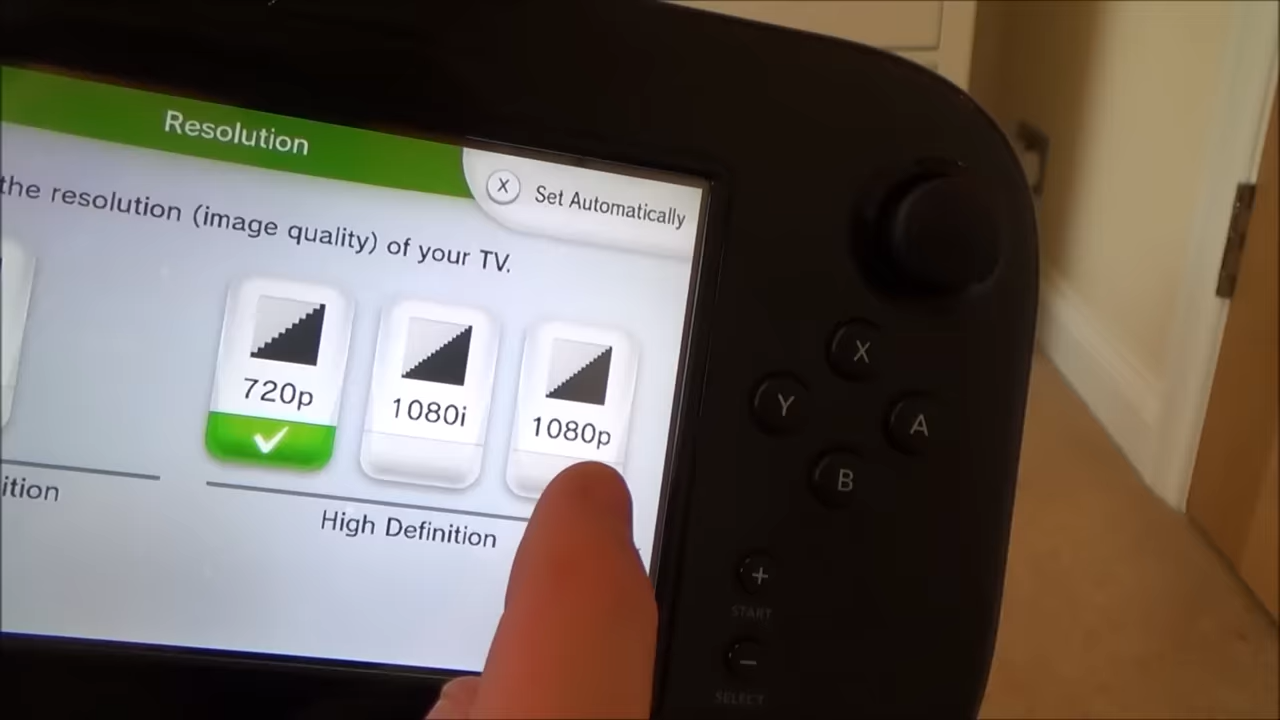 Resolution
X Set Automatically
the resolution (image quality) of your TV.
720p
1080i
1080p
ition
High Definition
X
Y
A
B
+
START
−
SELECT